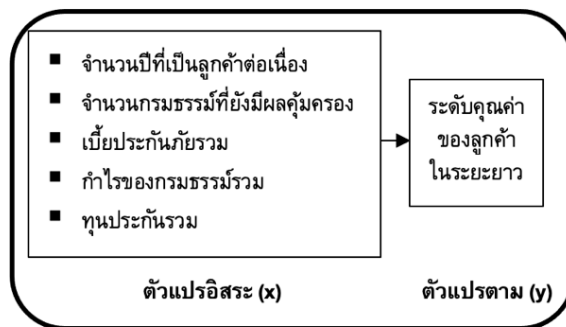 จำนวนปีที่เป็นลูกค้าต่อเนื่อง
จำนวนกรมธรรม์ที่ยังมีผลคุ้มครอง
เบี้ยประกันภัยรวม
กำไรของกรมธรรม์รวม
ทุนประกันรวม
ระดับคุณค่า
ของลูกค้า
ในระยะยาว
ตัวแปรอิสระ (x)
ตัวแปรตาม (y)